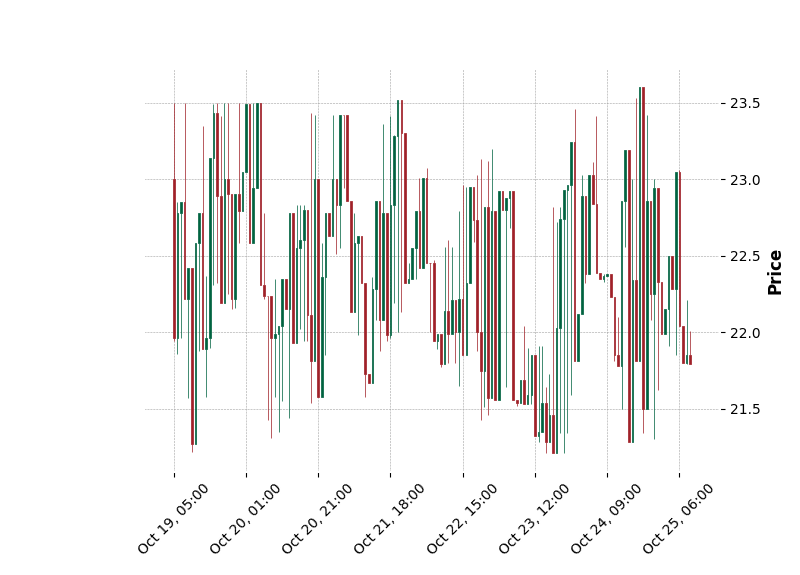 23.5
23.0
22.5
22.0
21.5
Price
Oct 19, 05:00
Oct 20, 01:00
Oct 20, 21:00
Oct 21, 18:00
Oct 22, 15:00
Oct 23, 12:00
Oct 24, 09:00
Oct 25, 06:00